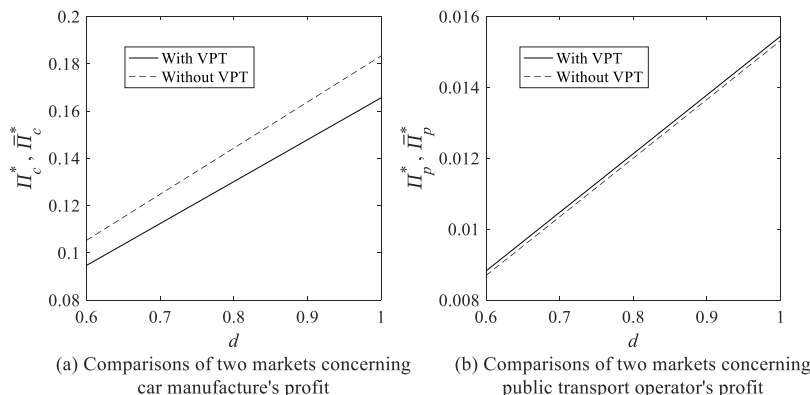 0.2
0.18
0.16
0.14
0.12
0.1
0.08
Π*c , Π̄*c
With VPT
Without VPT
0.6 0.7 0.8 0.9 1
d
(a) Comparisons of two markets concerning
car manufacture's profit
0.016
0.014
0.012
0.01
0.008
Π*p , Π̄*p
With VPT
Without VPT
0.6 0.7 0.8 0.9 1
d
(b) Comparisons of two markets concerning
public transport operator's profit